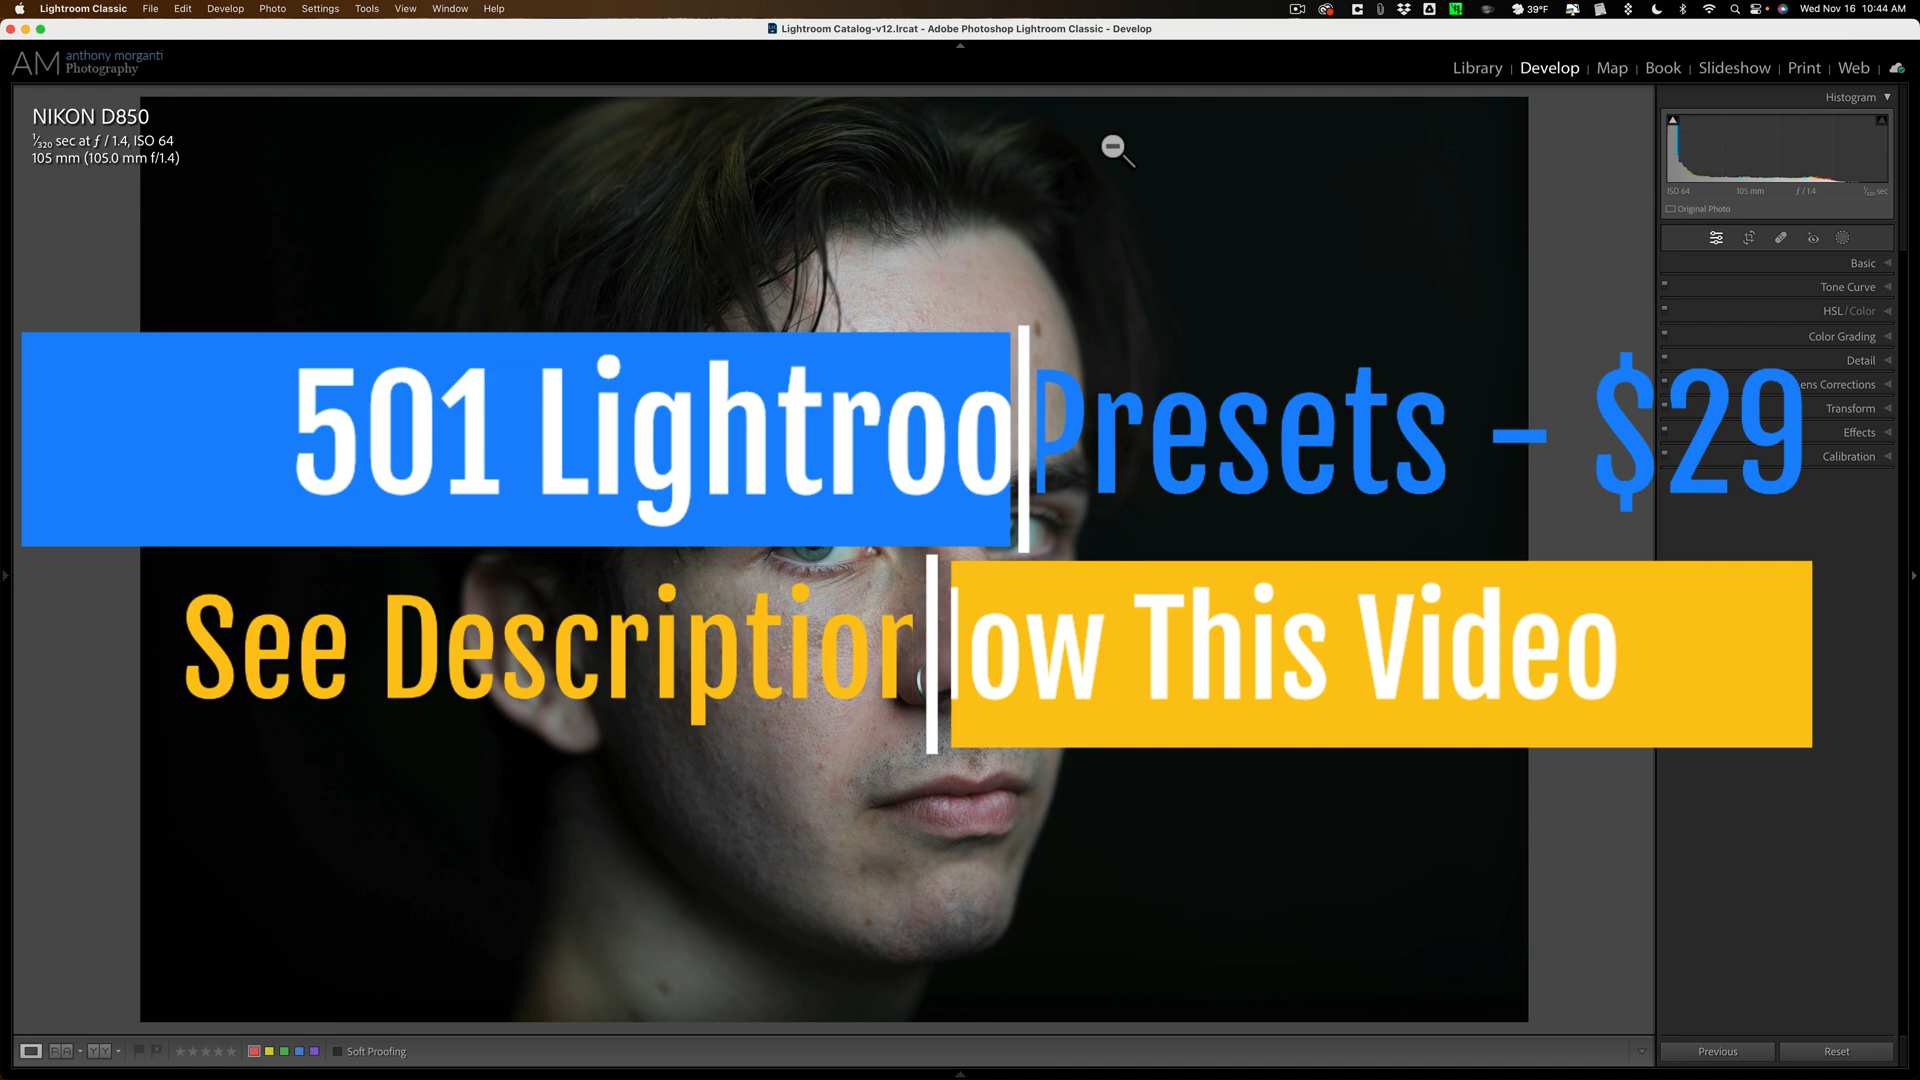 Lightroom Classic File Edit Develop Photo Settings Tools View Window Help 39°F Wed Nov 16 10:44 AM
Lightroom Catalog-v12.lrcat - Adobe Photoshop Lightroom Classic - Develop
AM anthony morganti
Photography
Library | Develop | Map | Book | Slideshow | Print | Web
NIKON D850
1/320 sec at ƒ / 1.4, ISO 64
105 mm (105.0 mm f/1.4)
Histogram
ISO 64 105 mm ƒ / 1.4 1/320 sec
Original Photo
Basic
Tone Curve
HSL / Color
Color Grading
Detail
ens Corrections
Transform
Effects
Calibration
501 Lightroo Presets - $29
See Description low This Video
Soft Proofing
Previous Reset